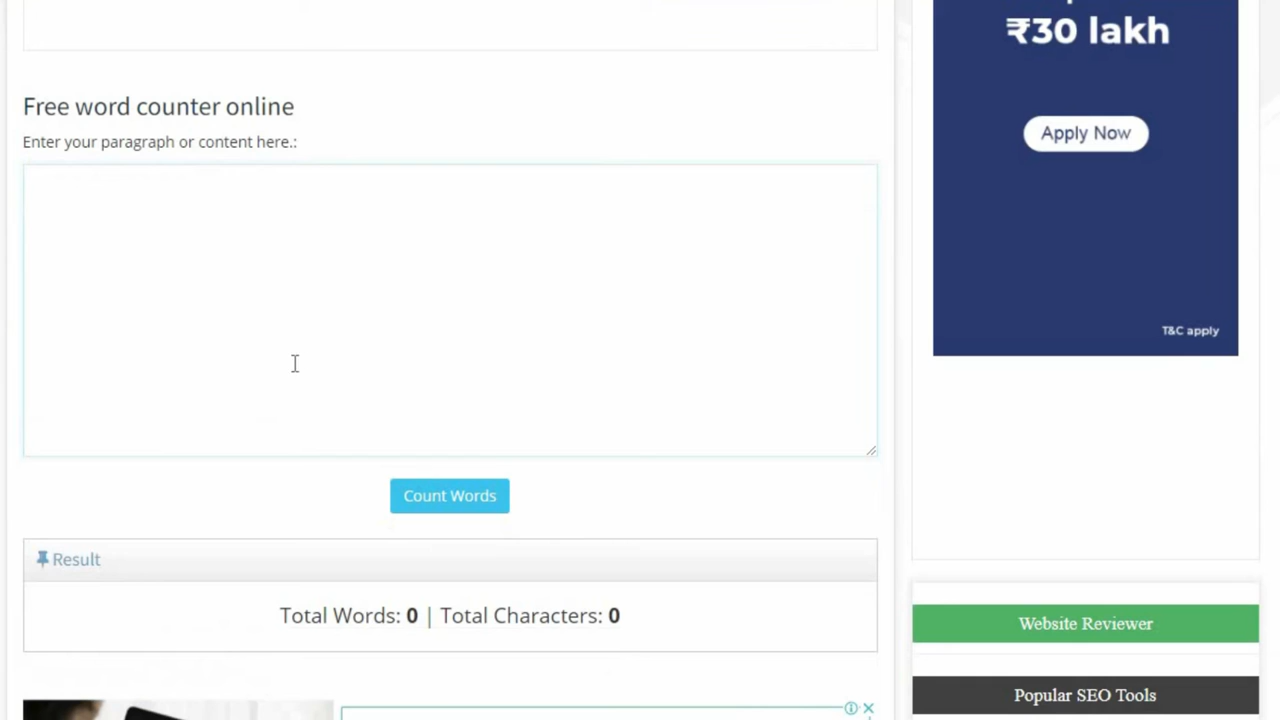 Free word counter online
Enter your paragraph or content here.:
Count Words
Result
Total Words: 0 | Total Characters: 0
₹30 lakh
Apply Now
T&C apply
Website Reviewer
Popular SEO Tools